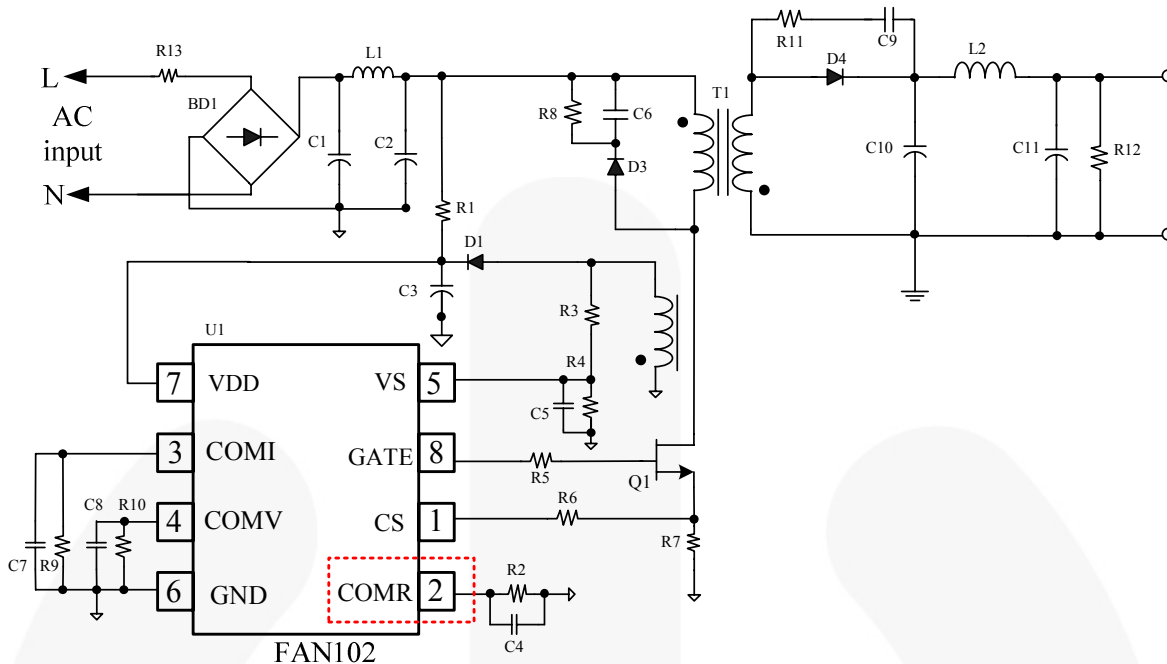 R13
L
AC
input
N
BD1
C1
L1
C2
R8
C6
D3
T1
R11
C9
D4
L2
C10
C11
R12
R1
D1
C3
R3
R4
C5
U1
7
VDD
VS
5
3
COMI
GATE
8
R5
Q1
C8
R10
4
COMV
CS
1
R6
R7
C7
R9
6
GND
COMR
2
R2
C4
FAN102